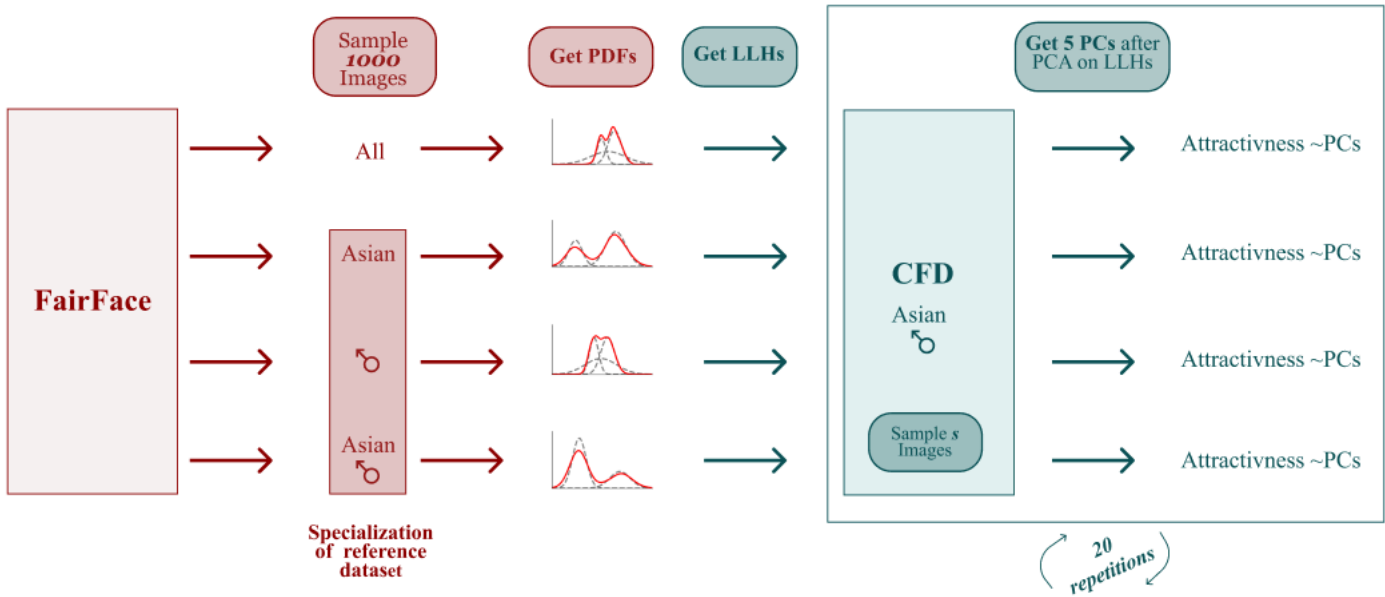 Sample
1000
Images
Get PDFs
Get LLHs
Get 5 PCs after
PCA on LLHs
FairFace
All
Attractivness ~PCs
Asian
Attractivness ~PCs
CFD
Asian
Attractivness ~PCs
Asian
Sample s
Images
Attractivness ~PCs
Specialization
of reference
dataset
20
repetitions